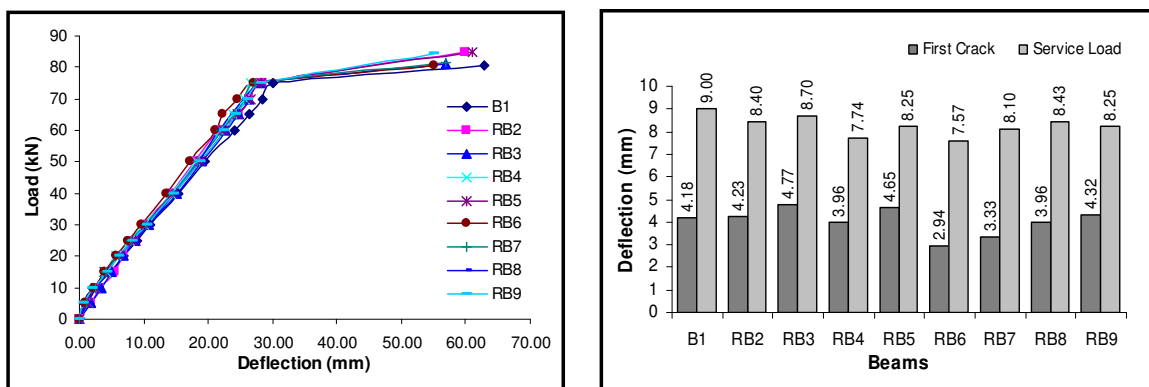 90
80
70
60
50
40
30
20
10
0
Load (kN)
0.00 10.00 20.00 30.00 40.00 50.00 60.00 70.00
Deflection (mm)
B1
RB2
RB3
RB4
RB5
RB6
RB7
RB8
RB9
First Crack Service Load
10
9
8
7
6
5
4
3
2
1
0
Deflection (mm)
4.18 9.00 4.23 8.40 4.77 8.70 3.96 7.74 4.65 8.25 2.94 7.57 3.33 8.10 3.96 8.43 4.32 8.25
B1 RB2 RB3 RB4 RB5 RB6 RB7 RB8 RB9
Beams